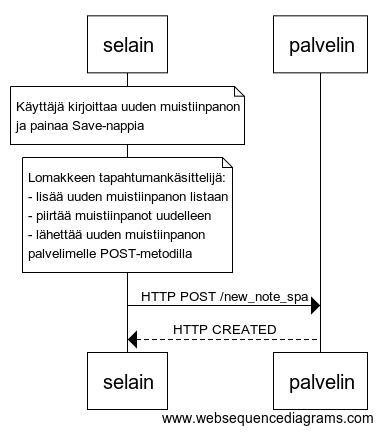 selain
palvelin
Käyttäjä kirjoittaa uuden muistiinpanon
ja painaa Save-nappia
Lomakkeen tapahtumankäsittelijä:
- lisää uuden muistiinpanon listaan
- piirtää muistiinpanot uudelleen
- lähettää uuden muistiinpanon
palvelimelle POST-metodilla
HTTP POST /new_note_spa
HTTP CREATED
selain
palvelin
www.websequencediagrams.com